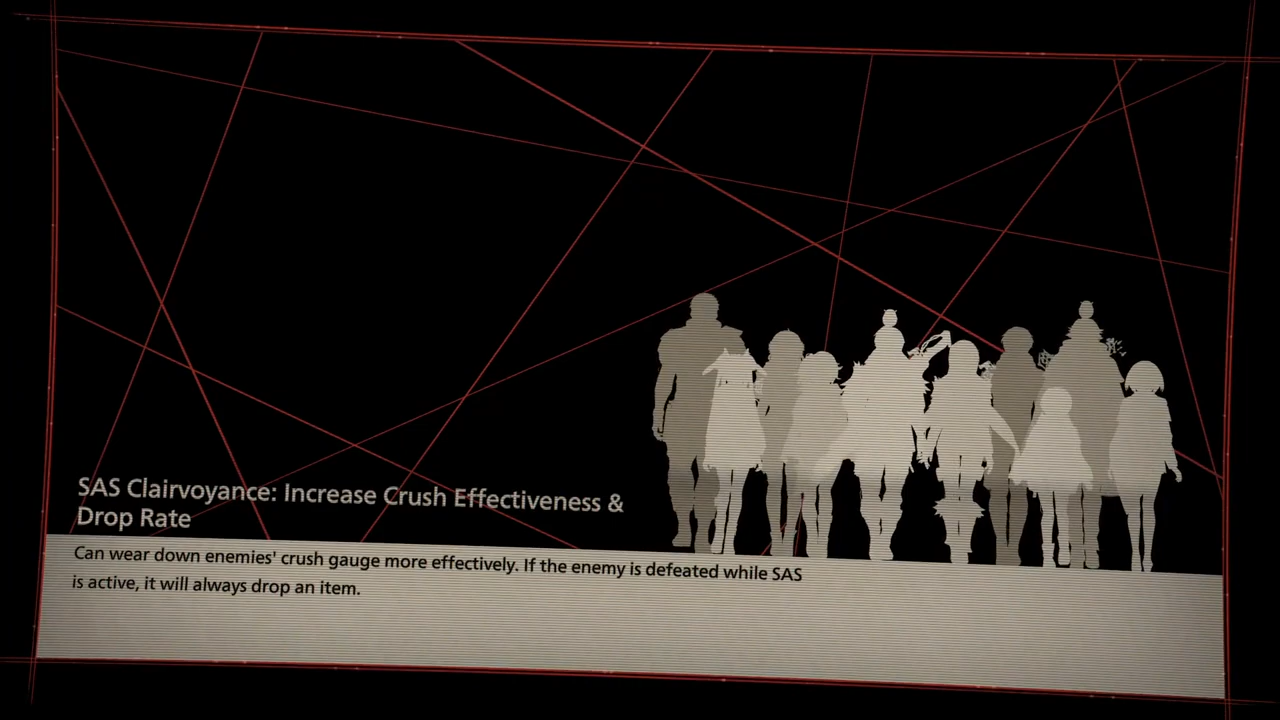 SAS Clairvoyance: Increase Crush Effectiveness &
Drop Rate
Can wear down enemies' crush gauge more effectively. If the enemy is defeated while SAS
is active, it will always drop an item.